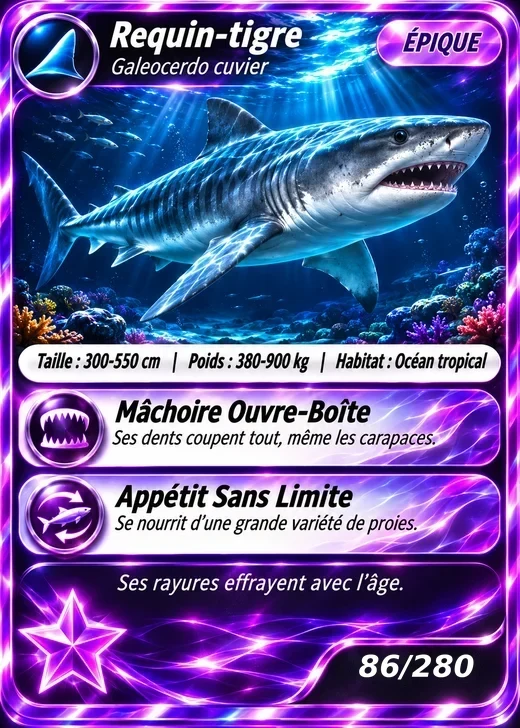 Requin-tigre
ÉPIQUE
Galeocerdo cuvier
Taille : 300-550 cm | Poids : 380-900 kg | Habitat : Océan tropical
Mâchoire Ouvre-Boîte
Ses dents coupent tout, même les carapaces.
Appétit Sans Limite
Se nourrit d'une grande variété de proies.
Ses rayures effrayent avec l'âge.
86/280